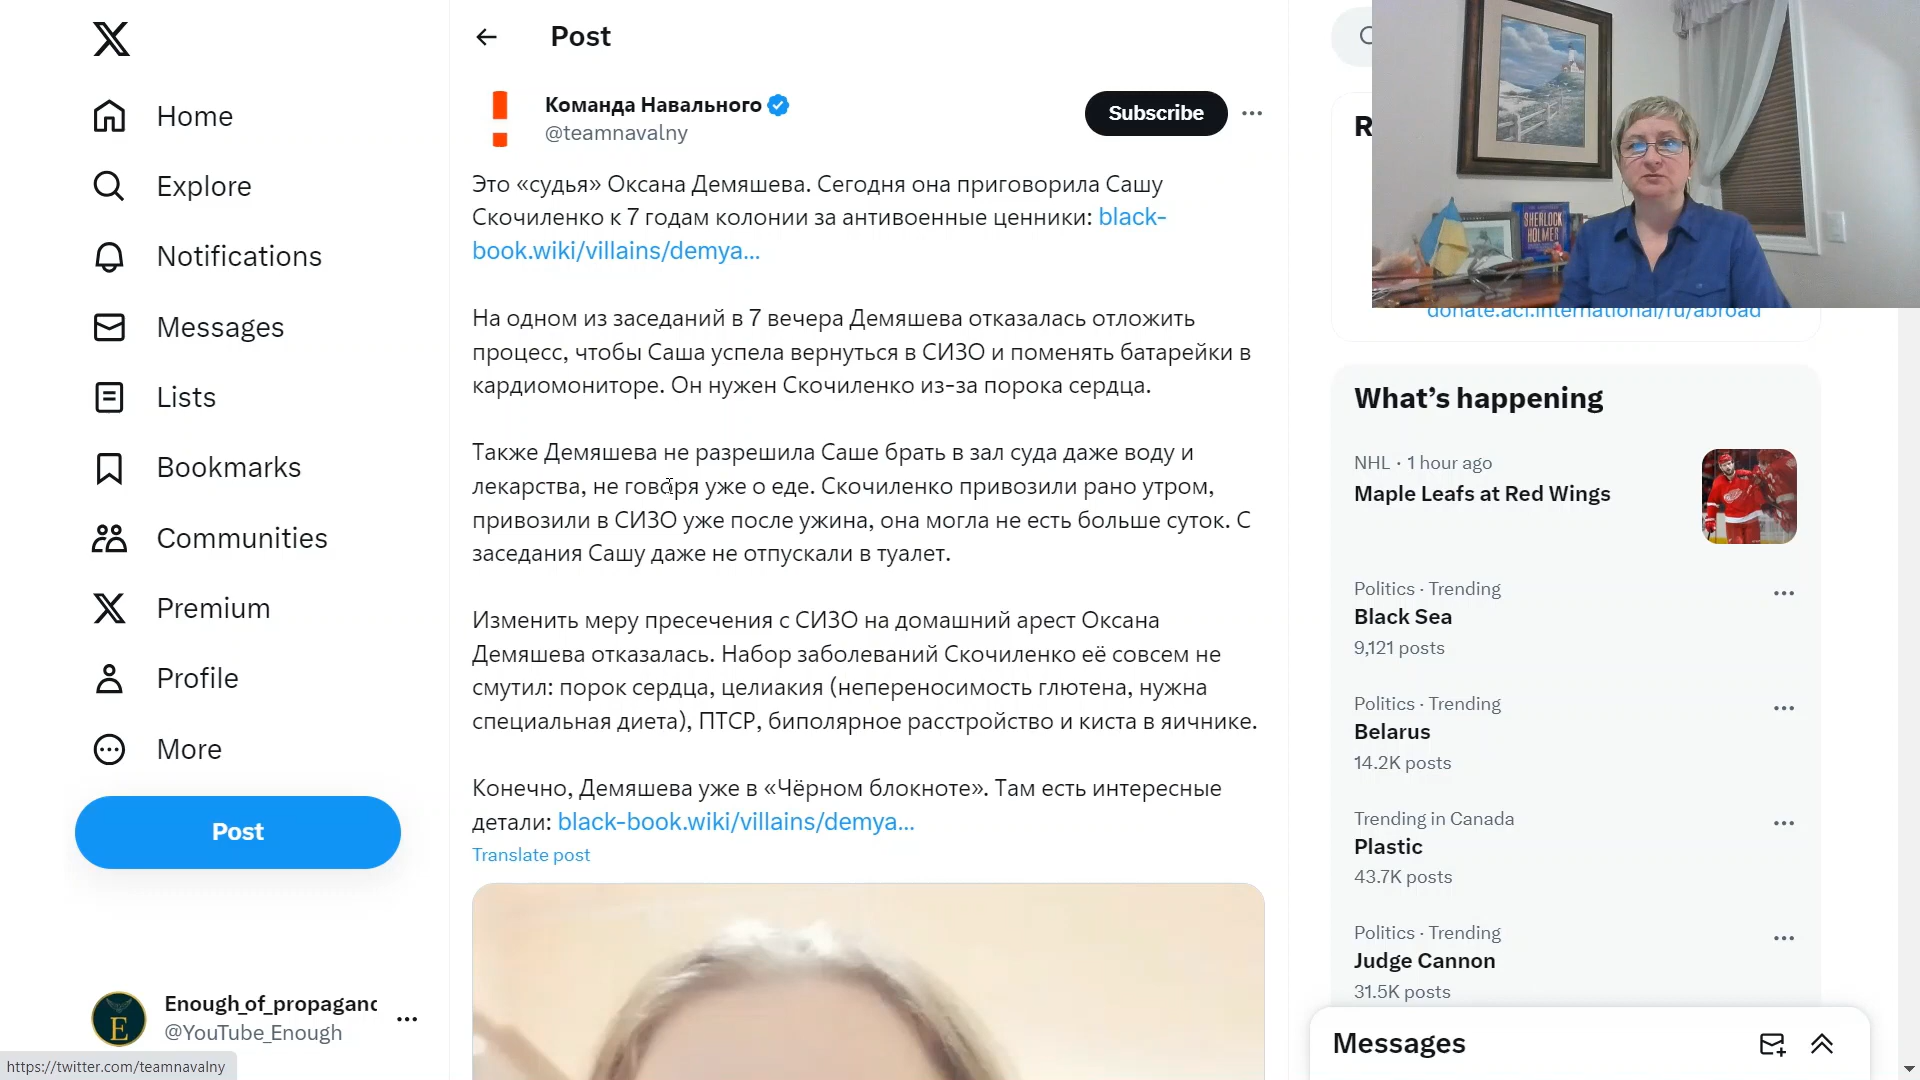 Home
Explore
Notifications
Messages
Lists
Bookmarks
Communities
Premium
Profile
More
Post
Enough_of_propagand
@YouTube_Enough
https://twitter.com/teamnavalny
Post
Команда Навального
@teamnavalny
Subscribe
Это «судья» Оксана Демяшева. Сегодня она приговорила Сашу
Скочиленко к 7 годам колонии за антивоенные ценники: black-
book.wiki/villains/demya...
На одном из заседаний в 7 вечера Демяшева отказалась отложить
процесс, чтобы Саша успела вернуться в СИЗО и поменять батарейки в
кардиомониторе. Он нужен Скочиленко из-за порока сердца.
Также Демяшева не разрешила Саше брать в зал суда даже воду и
лекарства, не говоря уже о еде. Скочиленко привозили рано утром,
привозили в СИЗО уже после ужина, она могла не есть больше суток. С
заседания Сашу даже не отпускали в туалет.
Изменить меру пресечения с СИЗО на домашний арест Оксана
Демяшева отказалась. Набор заболеваний Скочиленко её совсем не
смутил: порок сердца, целиакия (непереносимость глютена, нужна
специальная диета), ПТСР, биполярное расстройство и киста в яичнике.
Конечно, Демяшева уже в «Чёрном блокноте». Там есть интересные
детали: black-book.wiki/villains/demya...
Translate post
R
SHERLOCK
HOLMES
donate.acf.international/ru/abroad
What's happening
NHL · 1 hour ago
Maple Leafs at Red Wings
Politics · Trending
Black Sea
9,121 posts
Politics · Trending
Belarus
14.2K posts
Trending in Canada
Plastic
43.7K posts
Politics · Trending
Judge Cannon
31.5K posts
Messages